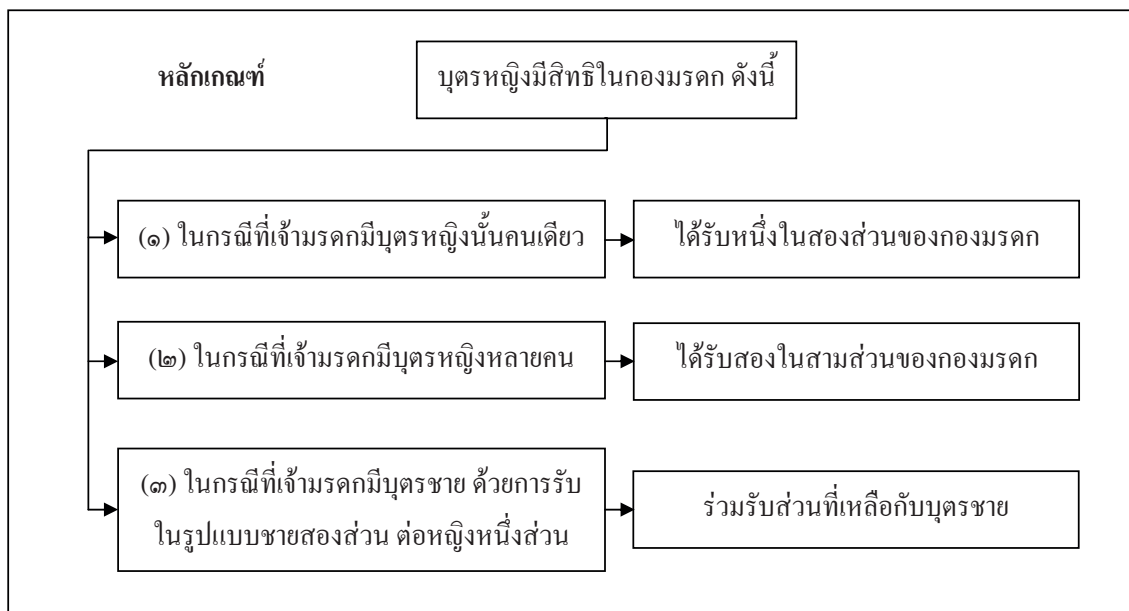 หลักเกณฑ์
บุตรหญิงมีสิทธิในกองมรดก ดังนี้
(๑) ในกรณีที่เจ้ามรดกมีบุตรหญิงนั้นคนเดียว
ได้รับหนึ่งในสองส่วนของกองมรดก
(๒) ในกรณีที่เจ้ามรดกมีบุตรหญิงหลายคน
ได้รับสองในสามส่วนของกองมรดก
(๓) ในกรณีที่เจ้ามรดกมีบุตรชาย ด้วยการรับ
ในรูปแบบชายสองส่วน ต่อหญิงหนึ่งส่วน
ร่วมรับส่วนที่เหลือกับบุตรชาย